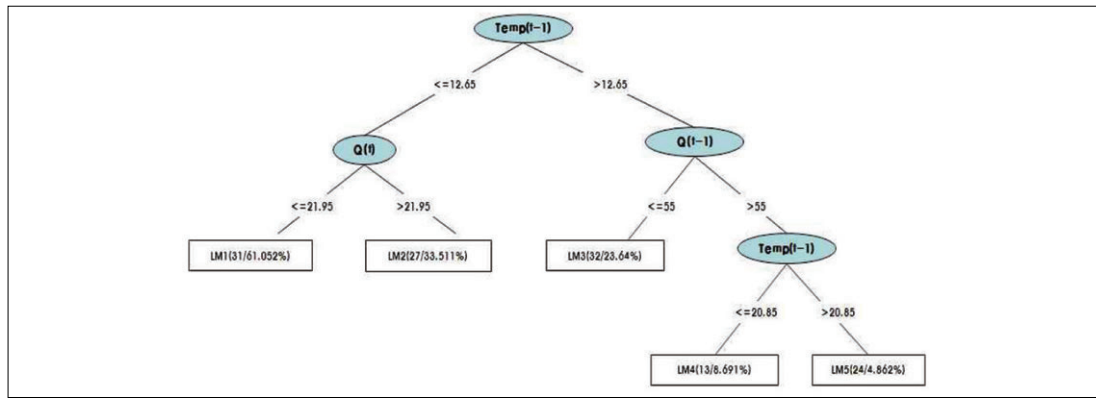 Temp(t-1)
<=12.65
>12.65
Q(t)
Q(t-1)
<=21.95
>21.95
<=55
>55
LM1(31/61.052%)
LM2(27/33.511%)
LM3(32/23.64%)
Temp(t-1)
<=20.85
>20.85
LM4(13/8.691%)
LM5(24/4.862%)